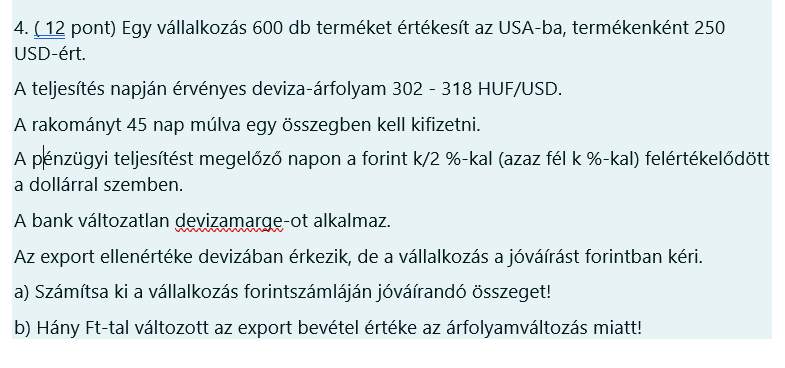 4. ( 12 pont) Egy vállalkozás 600 db terméket értékesít az USA-ba, termékenként 250
USD-ért.
A teljesítés napján érvényes deviza-árfolyam 302 - 318 HUF/USD.
A rakományt 45 nap múlva egy összegben kell kifizetni.
A pénzügyi teljesítést megelőző napon a forint k/2 %-kal (azaz fél k %-kal) felértékelődött
a dollárral szemben.
A bank változatlan devizamarge-ot alkalmaz.
Az export ellenértéke devizában érkezik, de a vállalkozás a jóváírást forintban kéri.
a) Számítsa ki a vállalkozás forintszámláján jóváírandó összeget!
b) Hány Ft-tal változott az export bevétel értéke az árfolyamváltozás miatt!